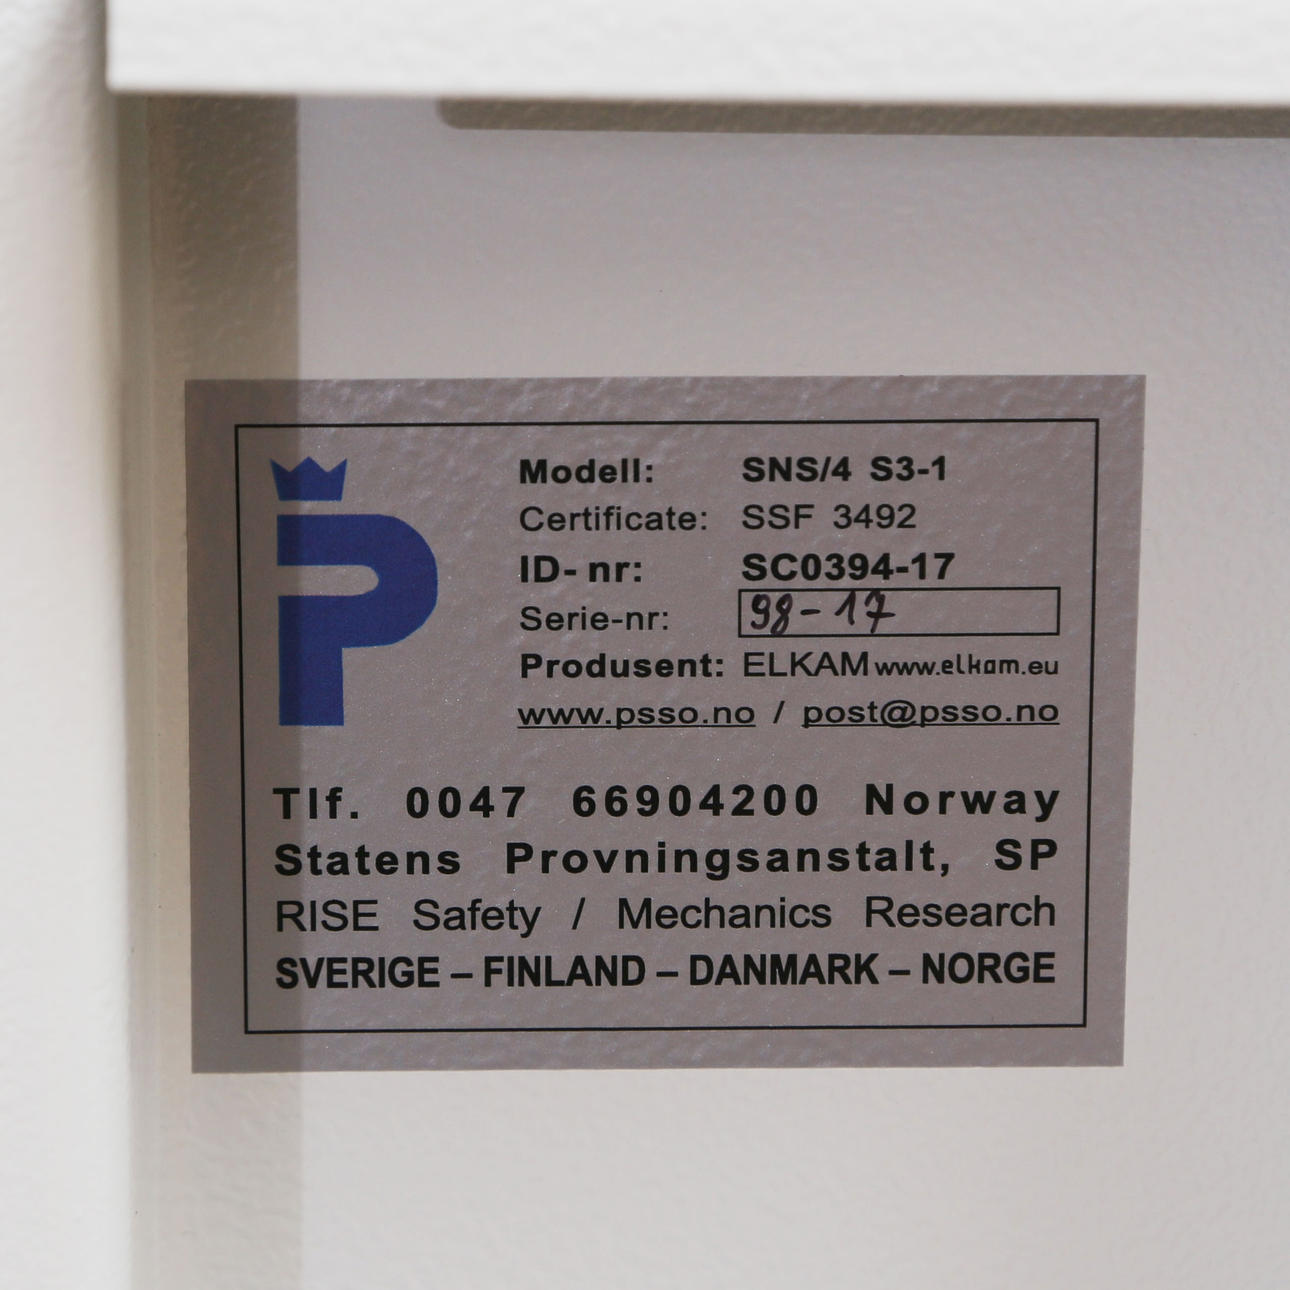 P
Modell: SNS/4 S3-1
Certificate: SSF 3492
ID- nr: SC0394-17
Serie-nr: 98-17
Produsent: ELKAM www.elkam.eu
www.psso.no / post@psso.no
Tlf. 0047 66904200 Norway
Statens Provningsanstalt, SP
RISE Safety / Mechanics Research
SVERIGE – FINLAND – DANMARK – NORGE